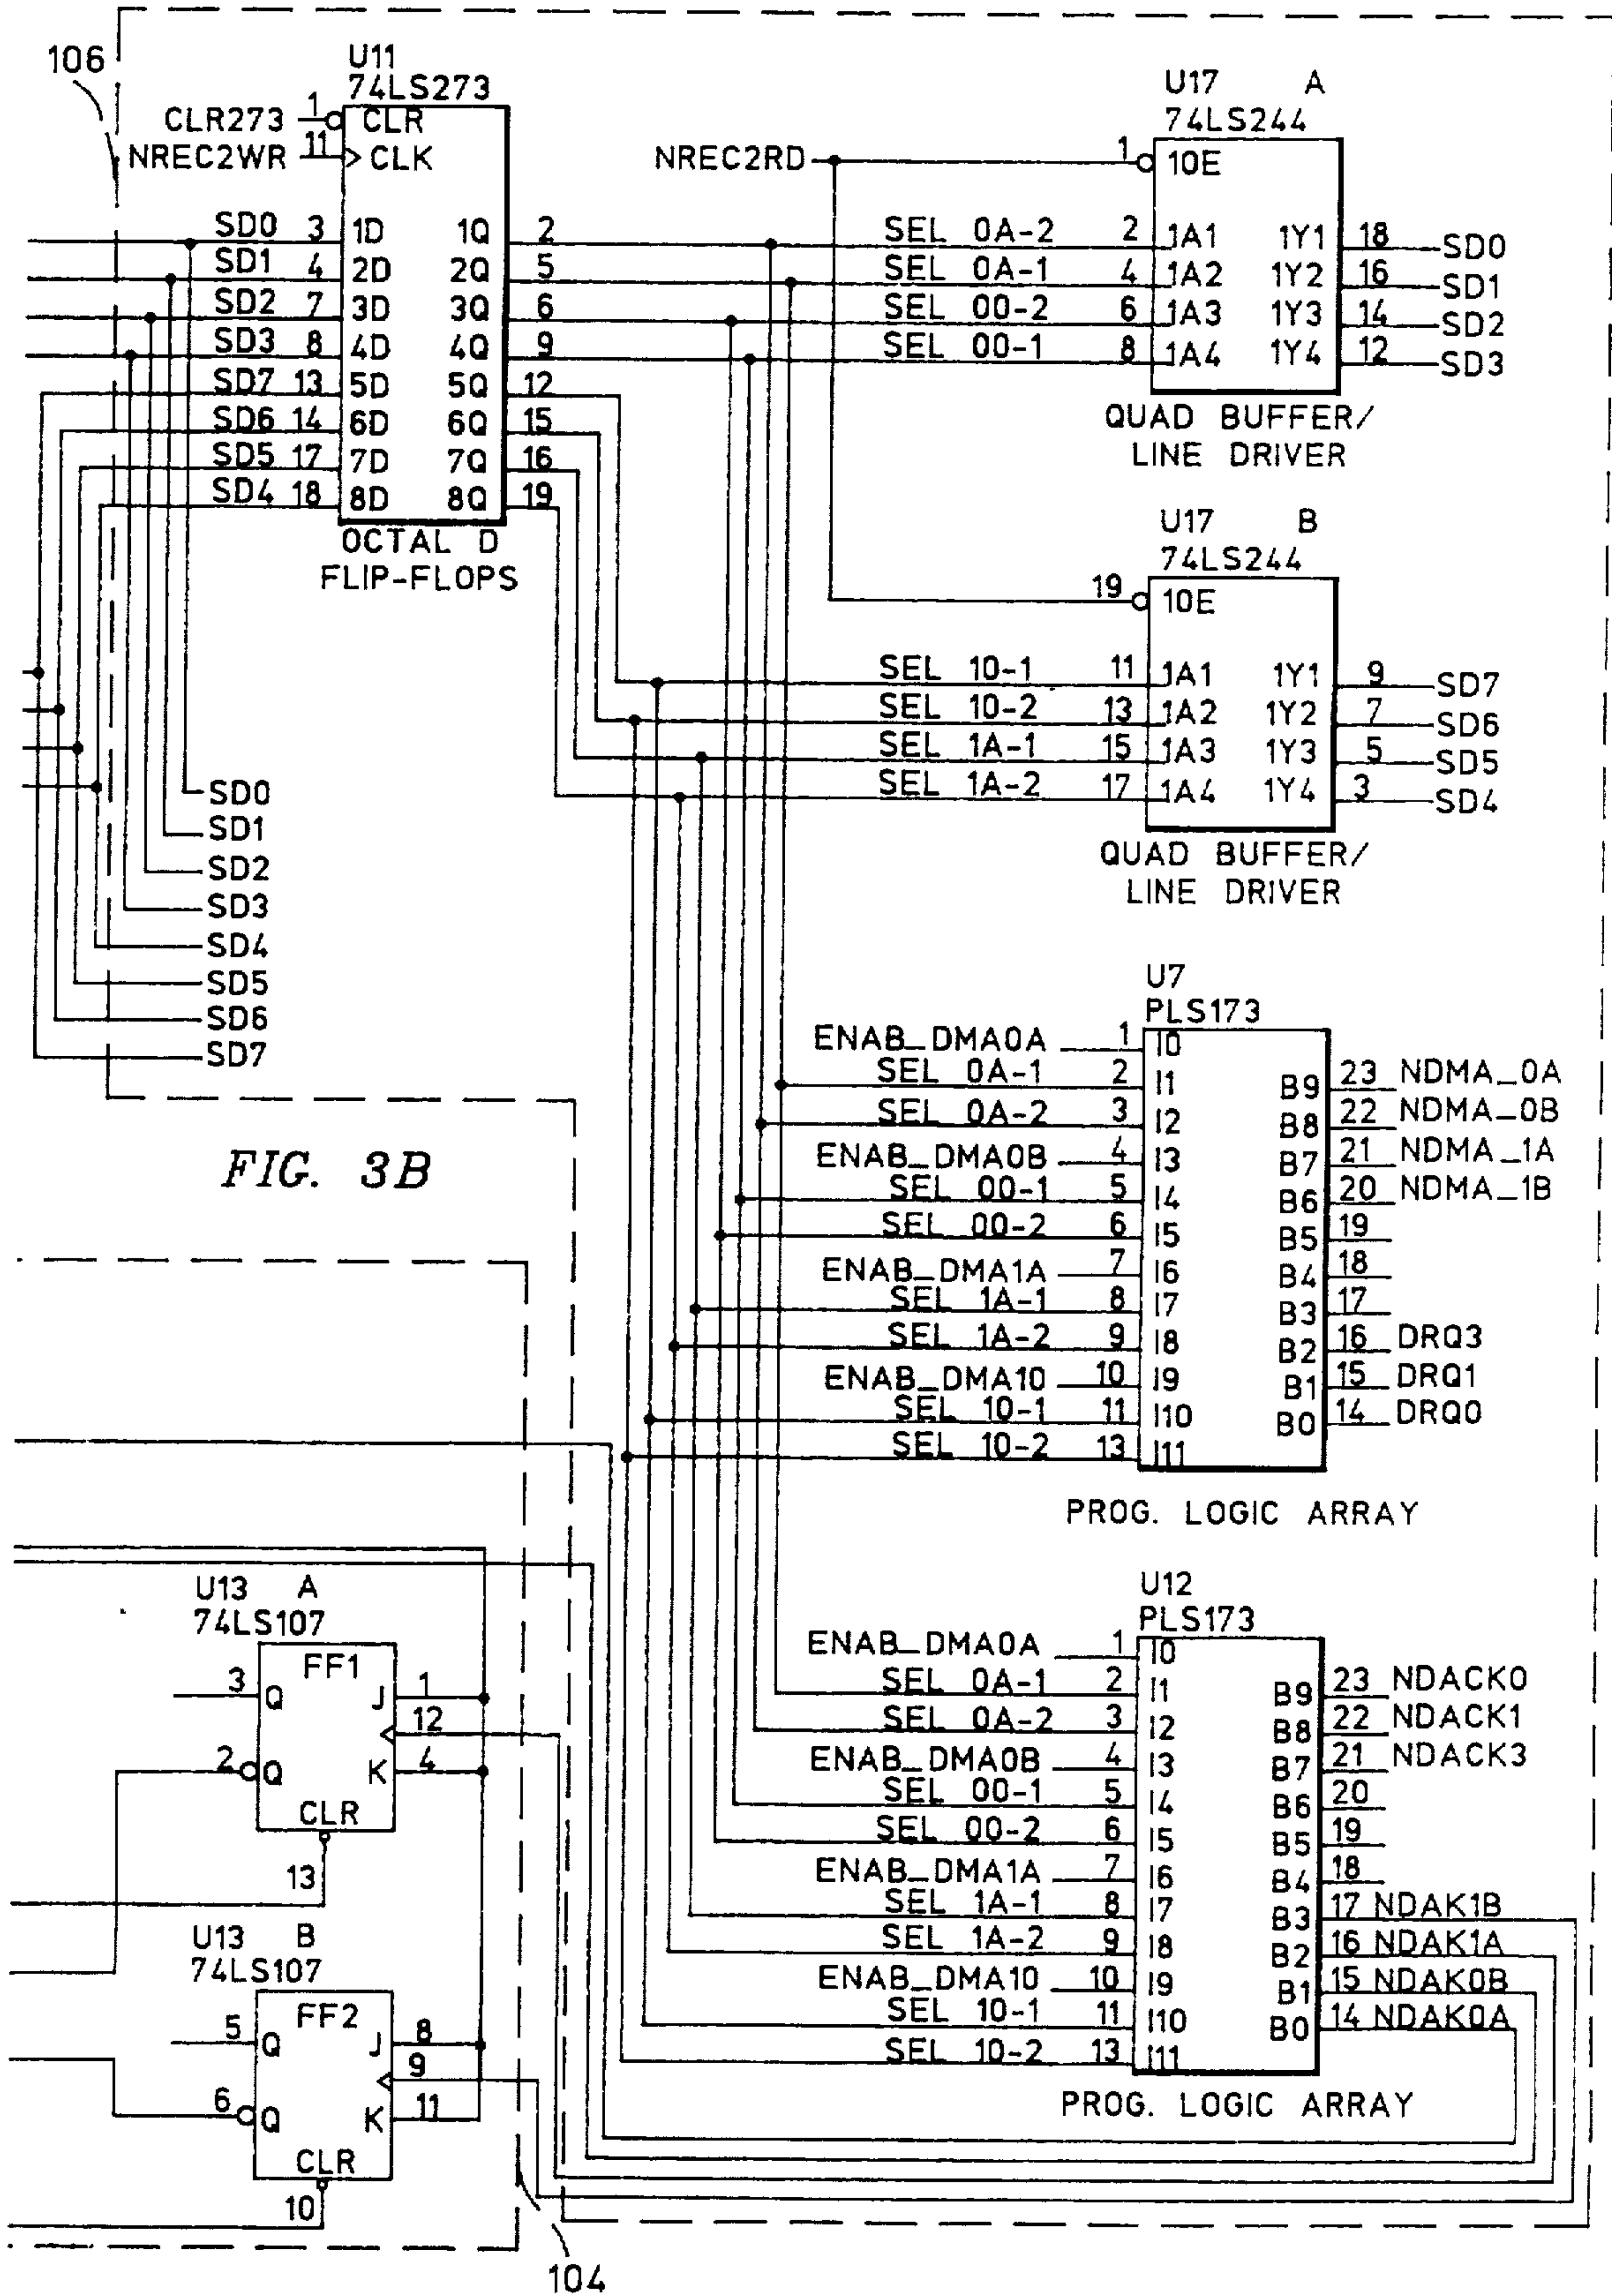 106
U11
74LS273
CLR273 1 CLR
NREC2WR 11 CLK
SD0 3 1D 1Q 2
SD1 4 2D 2Q 5
SD2 7 3D 3Q 6
SD3 8 4D 4Q 9
SD7 13 5D 5Q 12
SD6 14 6D 6Q 15
SD5 17 7D 7Q 16
SD4 18 8D 8Q 19
OCTAL D
FLIP-FLOPS
SD0
SD1
SD2
SD3
SD4
SD5
SD6
SD7
U17 A
74LS244
NREC2RD 1 10E
SEL 0A-2 2 1A1 1Y1 18 SD0
SEL 0A-1 4 1A2 1Y2 16 SD1
SEL 00-2 6 1A3 1Y3 14 SD2
SEL 00-1 8 1A4 1Y4 12 SD3
QUAD BUFFER/
LINE DRIVER
U17 B
74LS244
19 10E
SEL 10-1 11 1A1 1Y1 9 SD7
SEL 10-2 13 1A2 1Y2 7 SD6
SEL 1A-1 15 1A3 1Y3 5 SD5
SEL 1A-2 17 1A4 1Y4 3 SD4
QUAD BUFFER/
LINE DRIVER
U7
PLS173
ENAB_DMA0A 1 I0
SEL 0A-1 2 I1 B9 23 NDMA_0A
SEL 0A-2 3 I2 B8 22 NDMA_0B
ENAB_DMA0B 4 I3 B7 21 NDMA_1A
SEL 00-1 5 I4 B6 20 NDMA_1B
SEL 00-2 6 I5 B5 19
ENAB_DMA1A 7 I6 B4 18
SEL 1A-1 8 I7 B3 17
SEL 1A-2 9 I8 B2 16 DRQ3
ENAB_DMA10 10 I9 B1 15 DRQ1
SEL 10-1 11 I10 B0 14 DRQ0
SEL 10-2 13 I11
PROG. LOGIC ARRAY
FIG. 3B
U13 A
74LS107
FF1
3 Q J 1
12
2 Q K 4
CLR
13
U13 B
74LS107
FF2
5 Q J 8
9
6 Q K 11
CLR
10
U12
PLS173
ENAB_DMA0A 1 I0
SEL 0A-1 2 I1 B9 23 NDACK0
SEL 0A-2 3 I2 B8 22 NDACK1
ENAB_DMA0B 4 I3 B7 21 NDACK3
SEL 00-1 5 I4 B6 20
SEL 00-2 6 I5 B5 19
ENAB_DMA1A 7 I6 B4 18
SEL 1A-1 8 I7 B3 17 NDAK1B
SEL 1A-2 9 I8 B2 16 NDAK1A
ENAB_DMA10 10 I9 B1 15 NDAK0B
SEL 10-1 11 I10 B0 14 NDAK0A
SEL 10-2 13 I11
PROG. LOGIC ARRAY
104